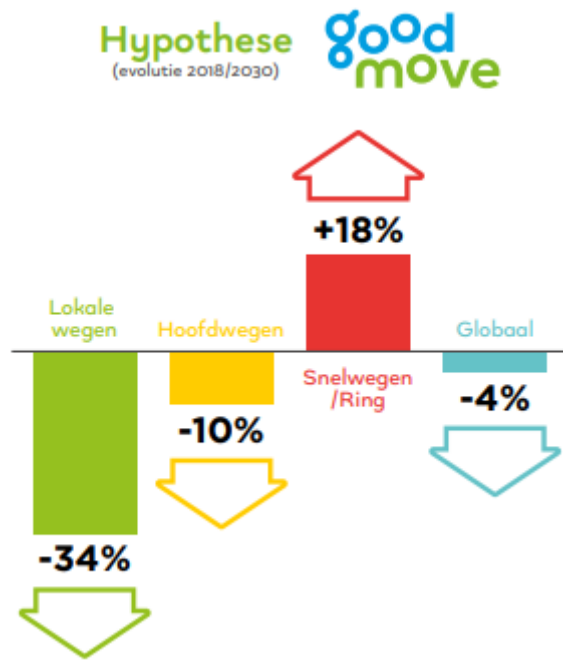 Hypothese
(evolutie 2018/2030)
good
move
+18%
Lokale
wegen
Hoofdwegen
Globaal
Snelwegen
/Ring
-10%
-4%
-34%